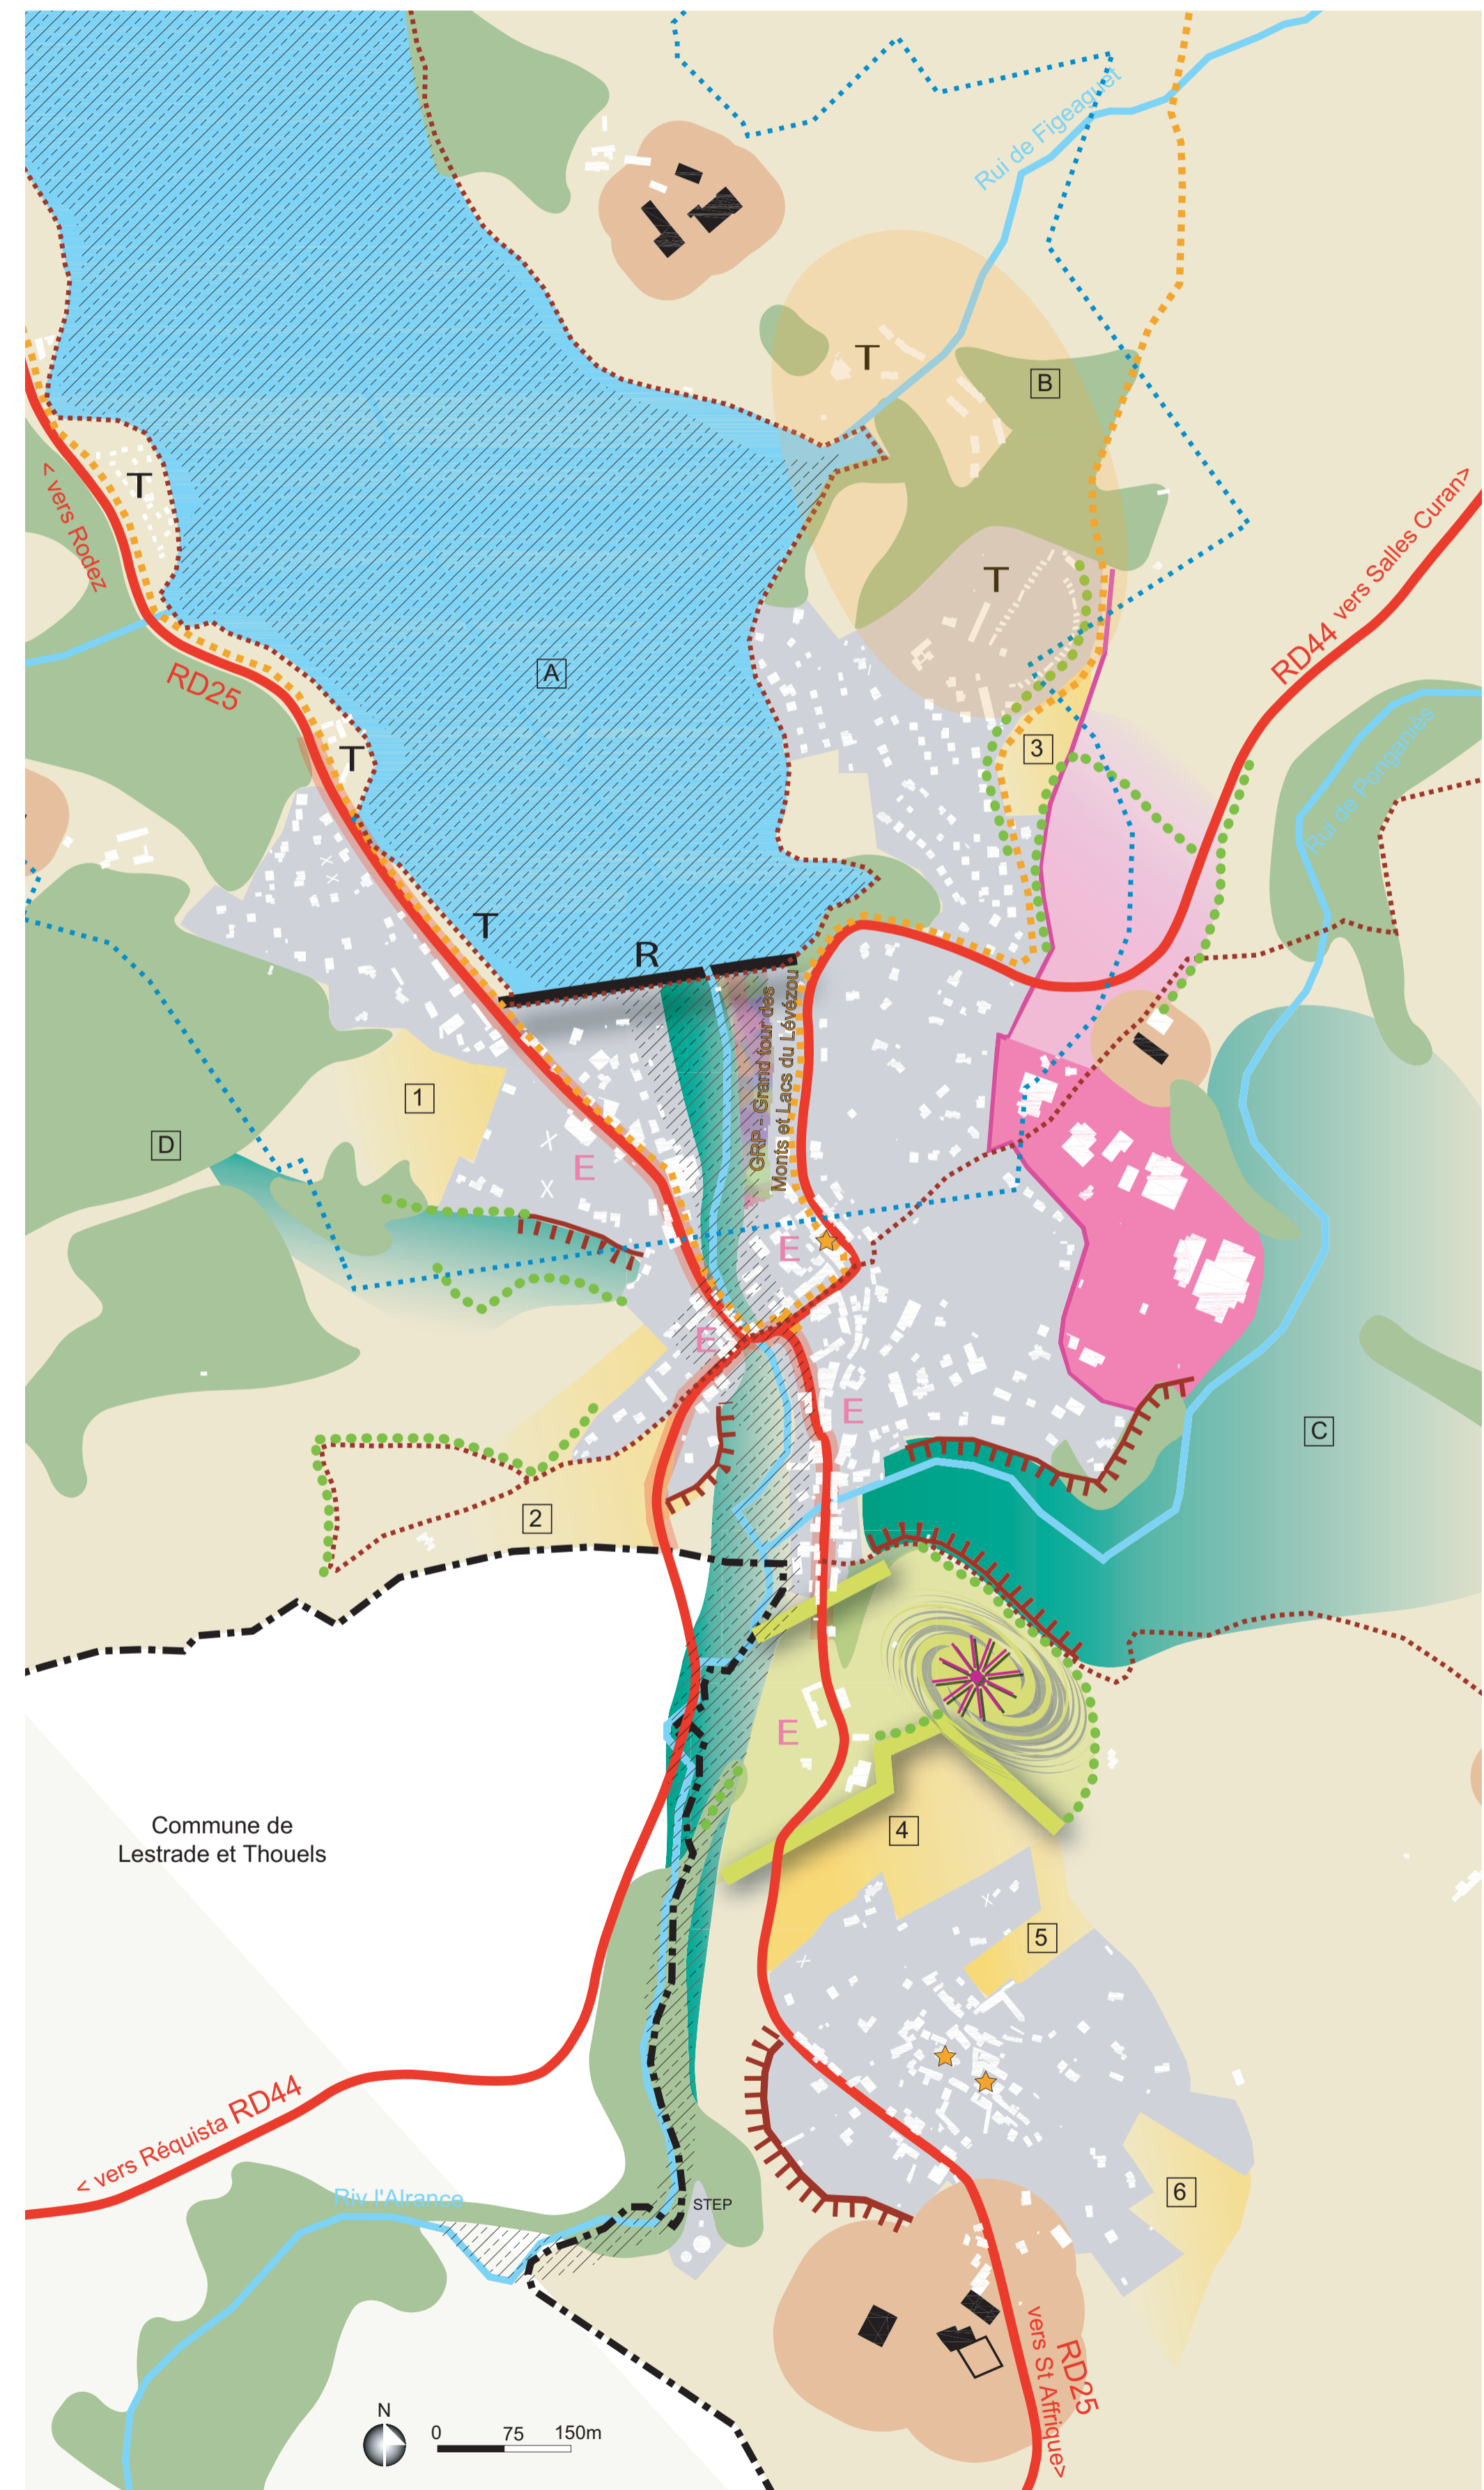 Rui de Figeaguet
T
B
< vers Rodez
T
RD44 vers Salles Curan>
T
RD25
A
Rui de Ponganiès
T
3
T
R
GRP - Grand tour des
Monts et Lacs du Lévézou
1
D
E
E
E
E
C
2
E
Commune de
Lestrade et Thouels
4
5
< vers Réquista RD44
Riv l'Alrance
STEP
6
RD25
vers St Affrique>
N
0 75 150m